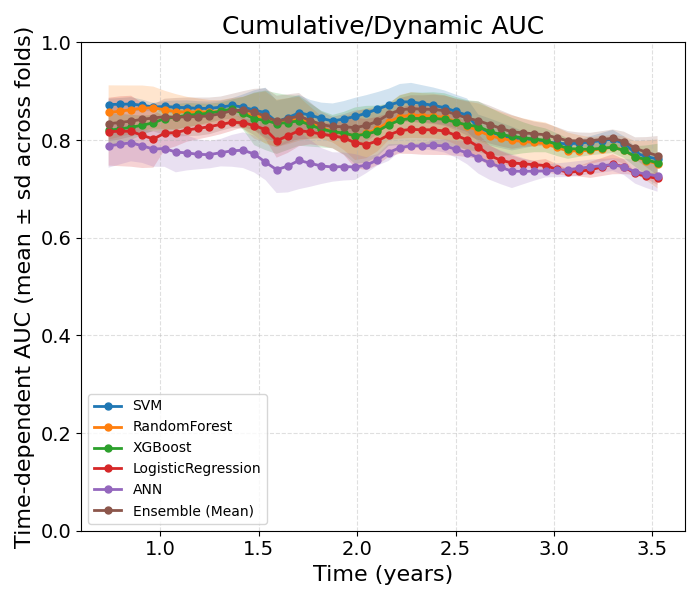 Cumulative/Dynamic AUC
Time-dependent AUC (mean ± sd across folds)
1.0
0.8
0.6
0.4
0.2
0.0
SVM
RandomForest
XGBoost
LogisticRegression
ANN
Ensemble (Mean)
1.0
1.5
2.0
2.5
3.0
3.5
Time (years)